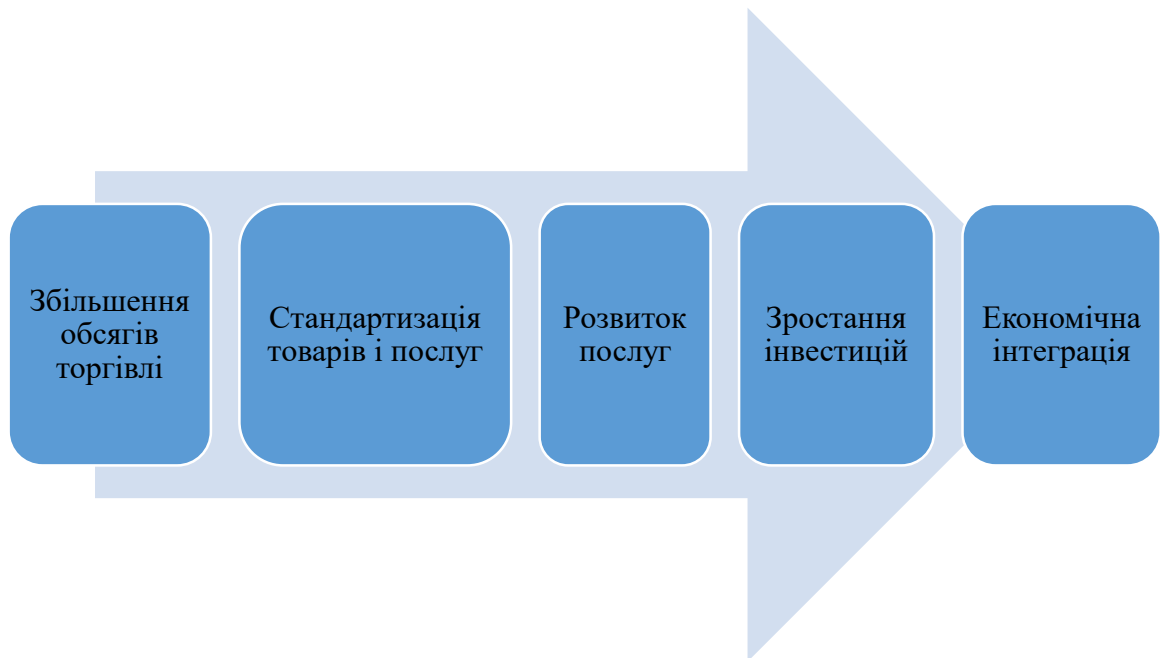 Збільшення
обсягів
торгівлі
Стандартизація
товарів і послуг
Розвиток
послуг
Зростання
інвестицій
Економічна
інтеграція